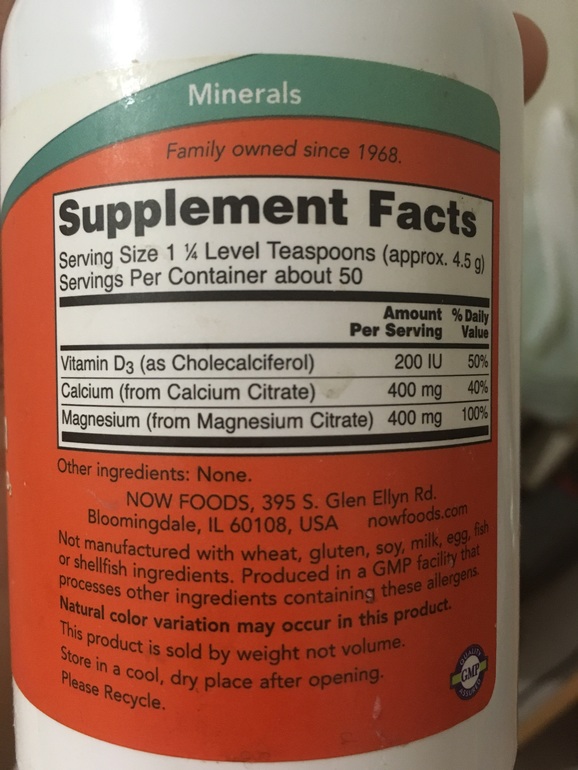 Minerals
Family owned since 1968.
Supplement Facts
Serving Size 1 ¼ Level Teaspoons (approx. 4.5 g)
Servings Per Container about 50
Amount Per Serving % Daily Value
Vitamin D3 (as Cholecalciferol) 200 IU 50%
Calcium (from Calcium Citrate) 400 mg 40%
Magnesium (from Magnesium Citrate) 400 mg 100%
Other ingredients: None.
NOW FOODS, 395 S. Glen Ellyn Rd.
Bloomingdale, IL 60108, USA nowfoods.com
Not manufactured with wheat, gluten, soy, milk, egg, fish
or shellfish ingredients. Produced in a GMP facility that
processes other ingredients containing these allergens.
Natural color variation may occur in this product.
This product is sold by weight not volume.
Store in a cool, dry place after opening.
Please Recycle.
QUALITY
GMP
ASSURED